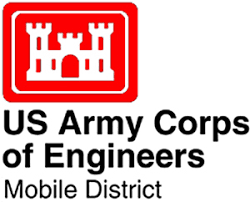 US Army Corps
of Engineers
Mobile District